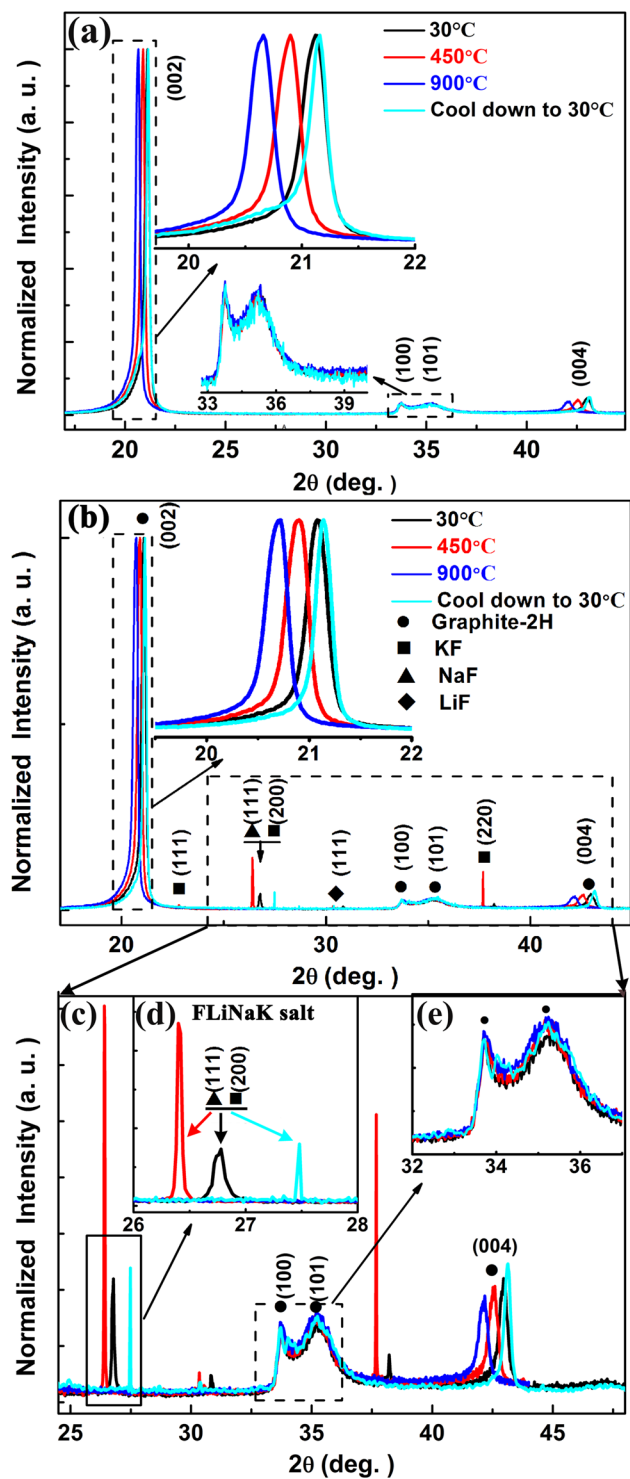 (a)
(002)
30°C
450°C
900°C
Cool down to 30°C
20 21 22
33 36 39
(100)
(101)
(004)
Normalized Intensity (a. u.)
20 25 30 35 40
2θ (deg. )
(b)
(002)
30°C
450°C
900°C
Cool down to 30°C
Graphite-2H
KF
NaF
LiF
20 21 22
(111)
(111)
(200)
(111)
(100)
(101)
(220)
(004)
Normalized Intensity (a. u.)
20 25 30 35 40
2θ (deg. )
(c)
(d)
FLiNaK salt
(111)
(200)
26 27 28
(e)
32 33 34 35 36 37
(100)
(101)
(004)
Normalized Intensity (a. u.)
25 30 35 40 45
2θ (deg. )